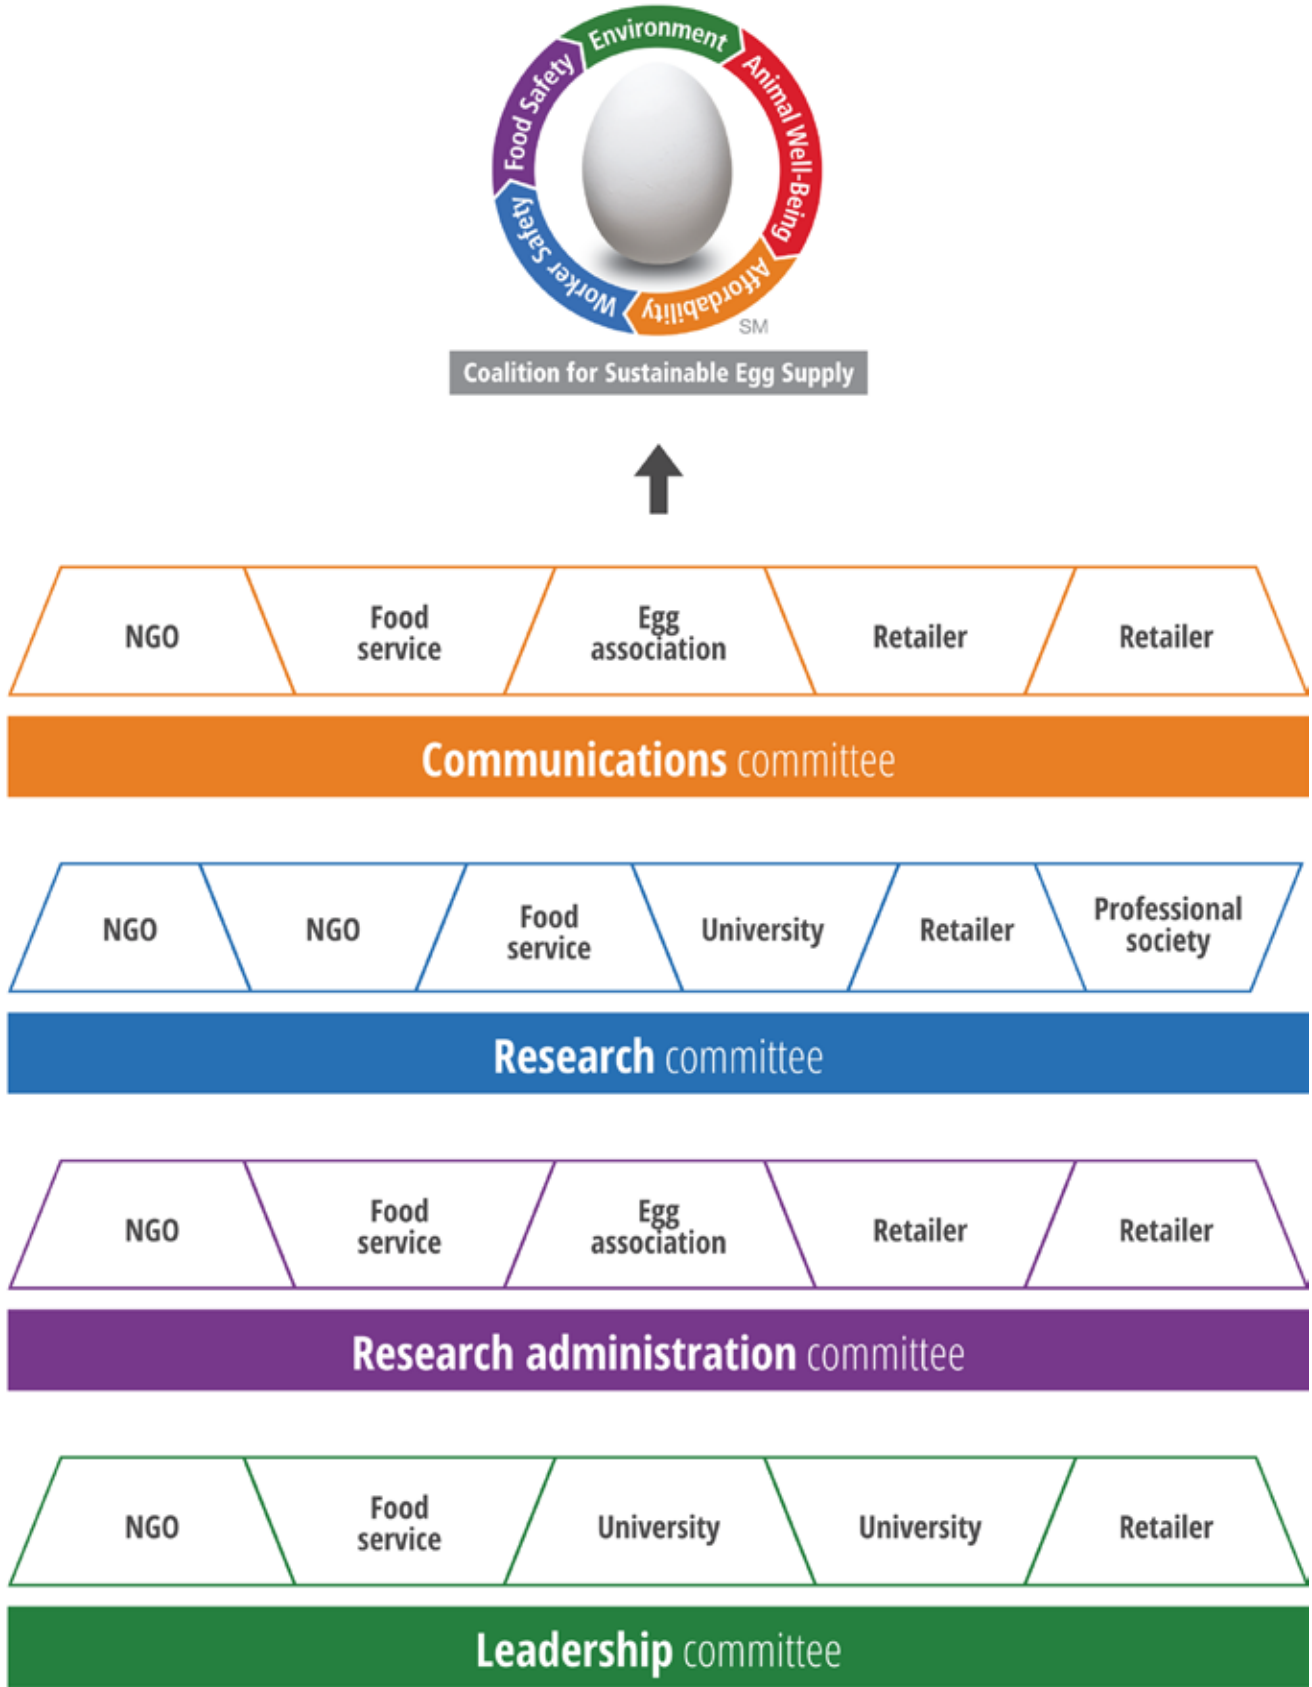 Environment
Animal Well-Being
Affordability
Worker Safety
Food Safety
SM
Coalition for Sustainable Egg Supply
NGO
Food
service
Egg
association
Retailer
Retailer
Communications committee
NGO
NGO
Food
service
University
Retailer
Professional
society
Research committee
NGO
Food
service
Egg
association
Retailer
Retailer
Research administration committee
NGO
Food
service
University
University
Retailer
Leadership committee